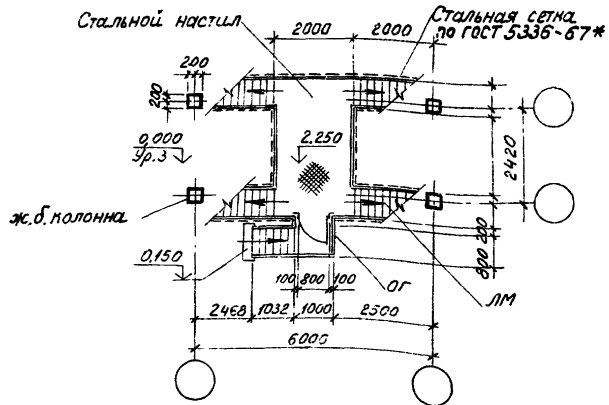 Стальной настил
Стальная сетка
по ГОСТ 5336-67*
2000
2000
200
200
0,000
Ур.3
2.250
2420
ж.б.колонна
0,150
200
800
100
800
100
ОГ
ЛМ
2468
1032
1000
2500
6000